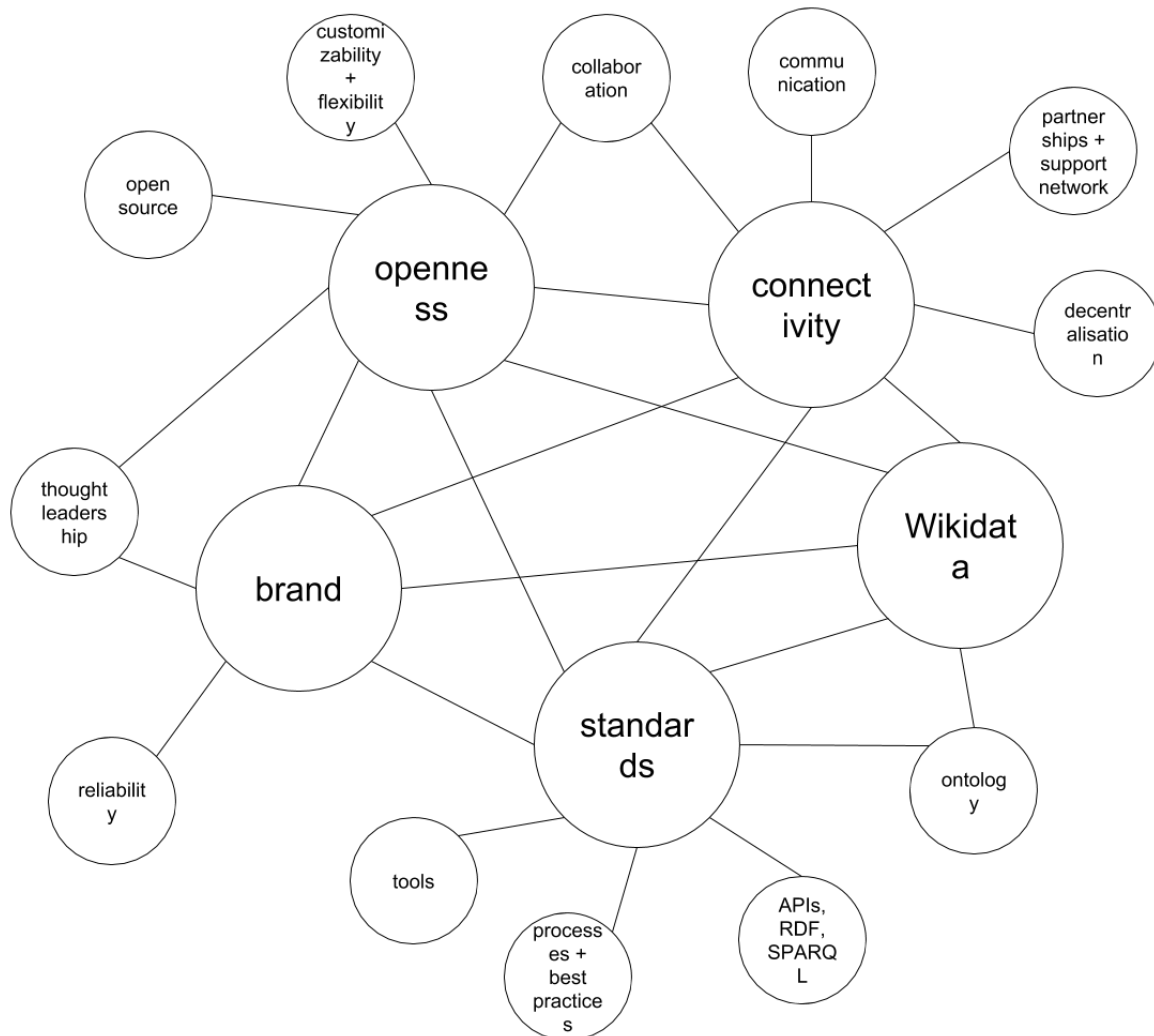 customi
zability
+
flexibilit
y
collabor
ation
commu
nication
partner
ships +
support
network
open
source
openne
ss
connect
ivity
decentr
alisatio
n
thought
leaders
hip
brand
Wikidat
a
standar
ds
reliabilit
y
ontolog
y
tools
process
es +
best
practice
s
APIs,
RDF,
SPARQ
L